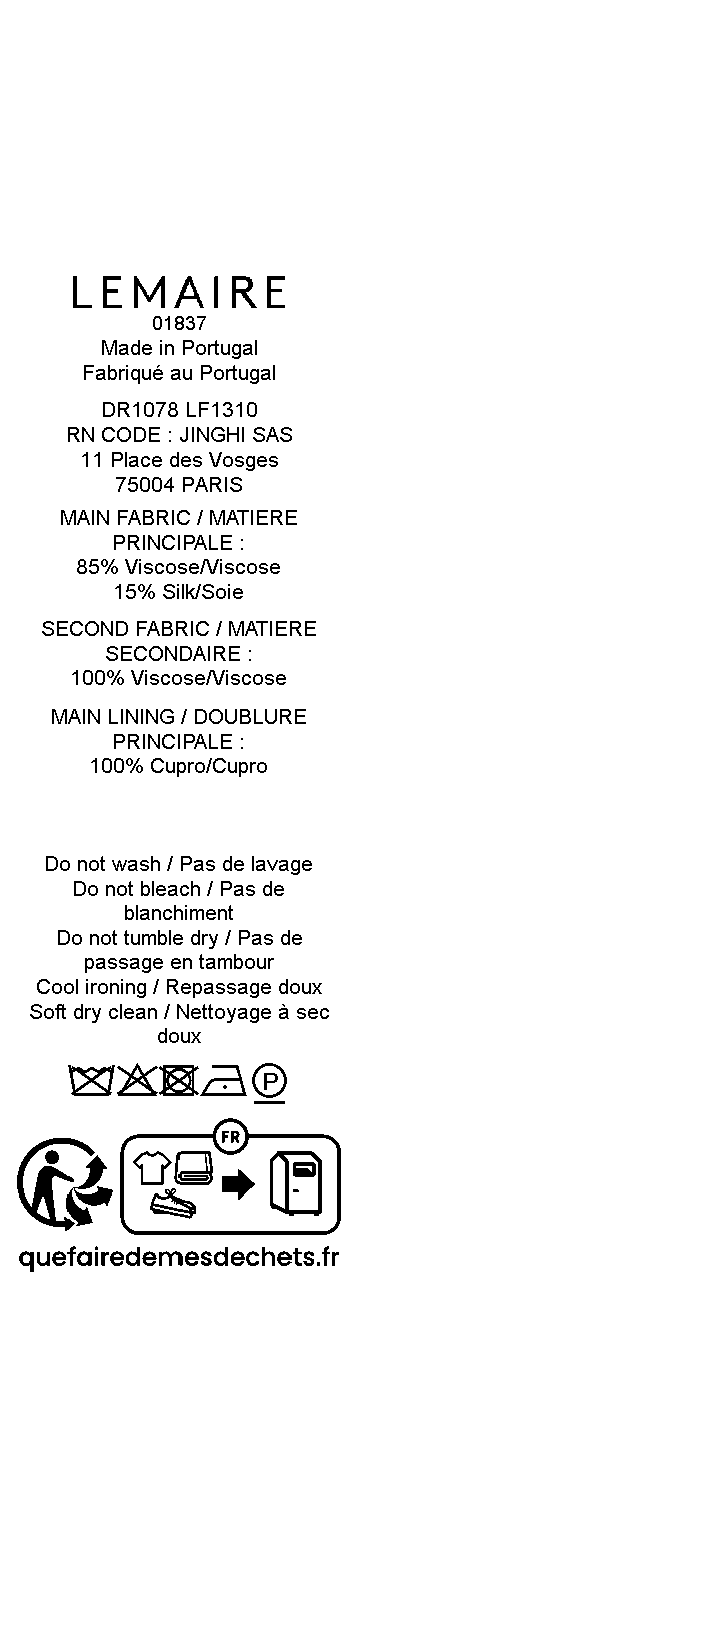 LEMAIRE
01837
Made in Portugal
Fabriqué au Portugal
DR1078 LF1310
RN CODE : JINGHI SAS
11 Place des Vosges
75004 PARIS
MAIN FABRIC / MATIERE
PRINCIPALE :
85% Viscose/Viscose
15% Silk/Soie
SECOND FABRIC / MATIERE
SECONDAIRE :
100% Viscose/Viscose
MAIN LINING / DOUBLURE
PRINCIPALE :
100% Cupro/Cupro
Do not wash / Pas de lavage
Do not bleach / Pas de
blanchiment
Do not tumble dry / Pas de
passage en tambour
Cool ironing / Repassage doux
Soft dry clean / Nettoyage à sec
doux
P
FR
quefairedemesdechets.fr